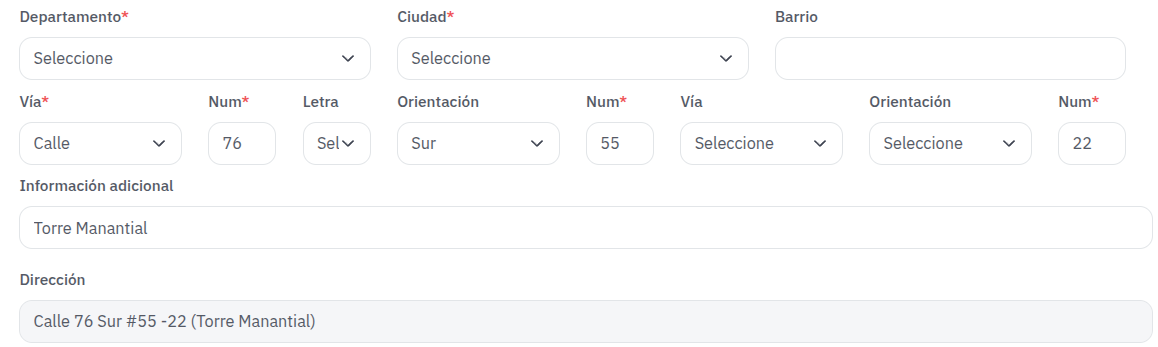 Departamento* Ciudad* Barrio
Seleccione Seleccione
Vía* Num* Letra Orientación Num* Vía Orientación Num*
Calle 76 Sel Sur 55 Seleccione Seleccione 22
Información adicional
Torre Manantial
Dirección
Calle 76 Sur #55 -22 (Torre Manantial)